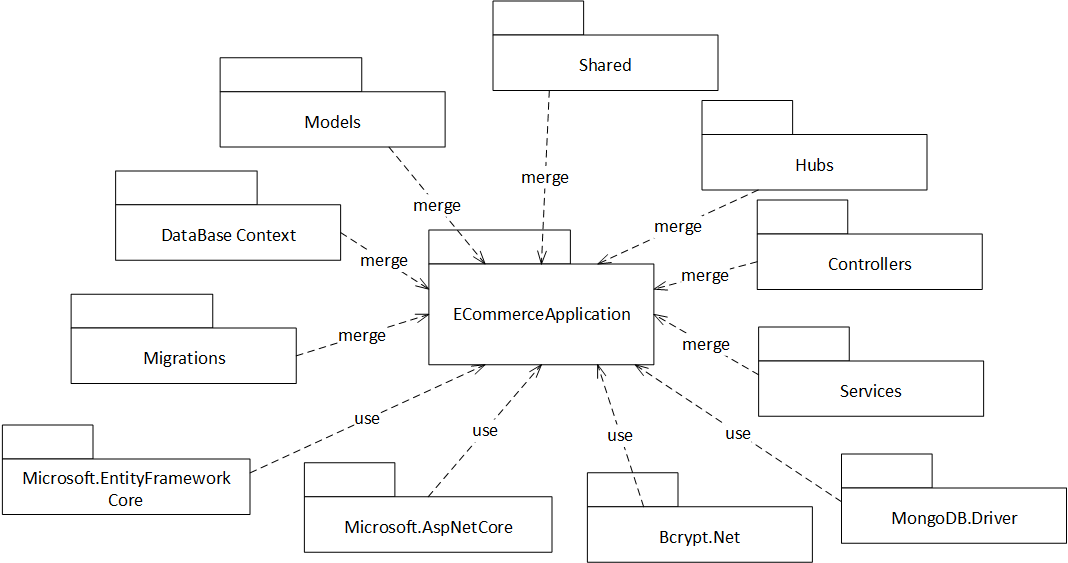 Shared
Models
Hubs
merge
merge
merge
DataBase Context
merge
Controllers
merge
ECommerceApplication
merge
merge
Migrations
Services
use
use
use
use
Microsoft.EntityFramework
Core
Microsoft.AspNetCore
Bcrypt.Net
MongoDB.Driver